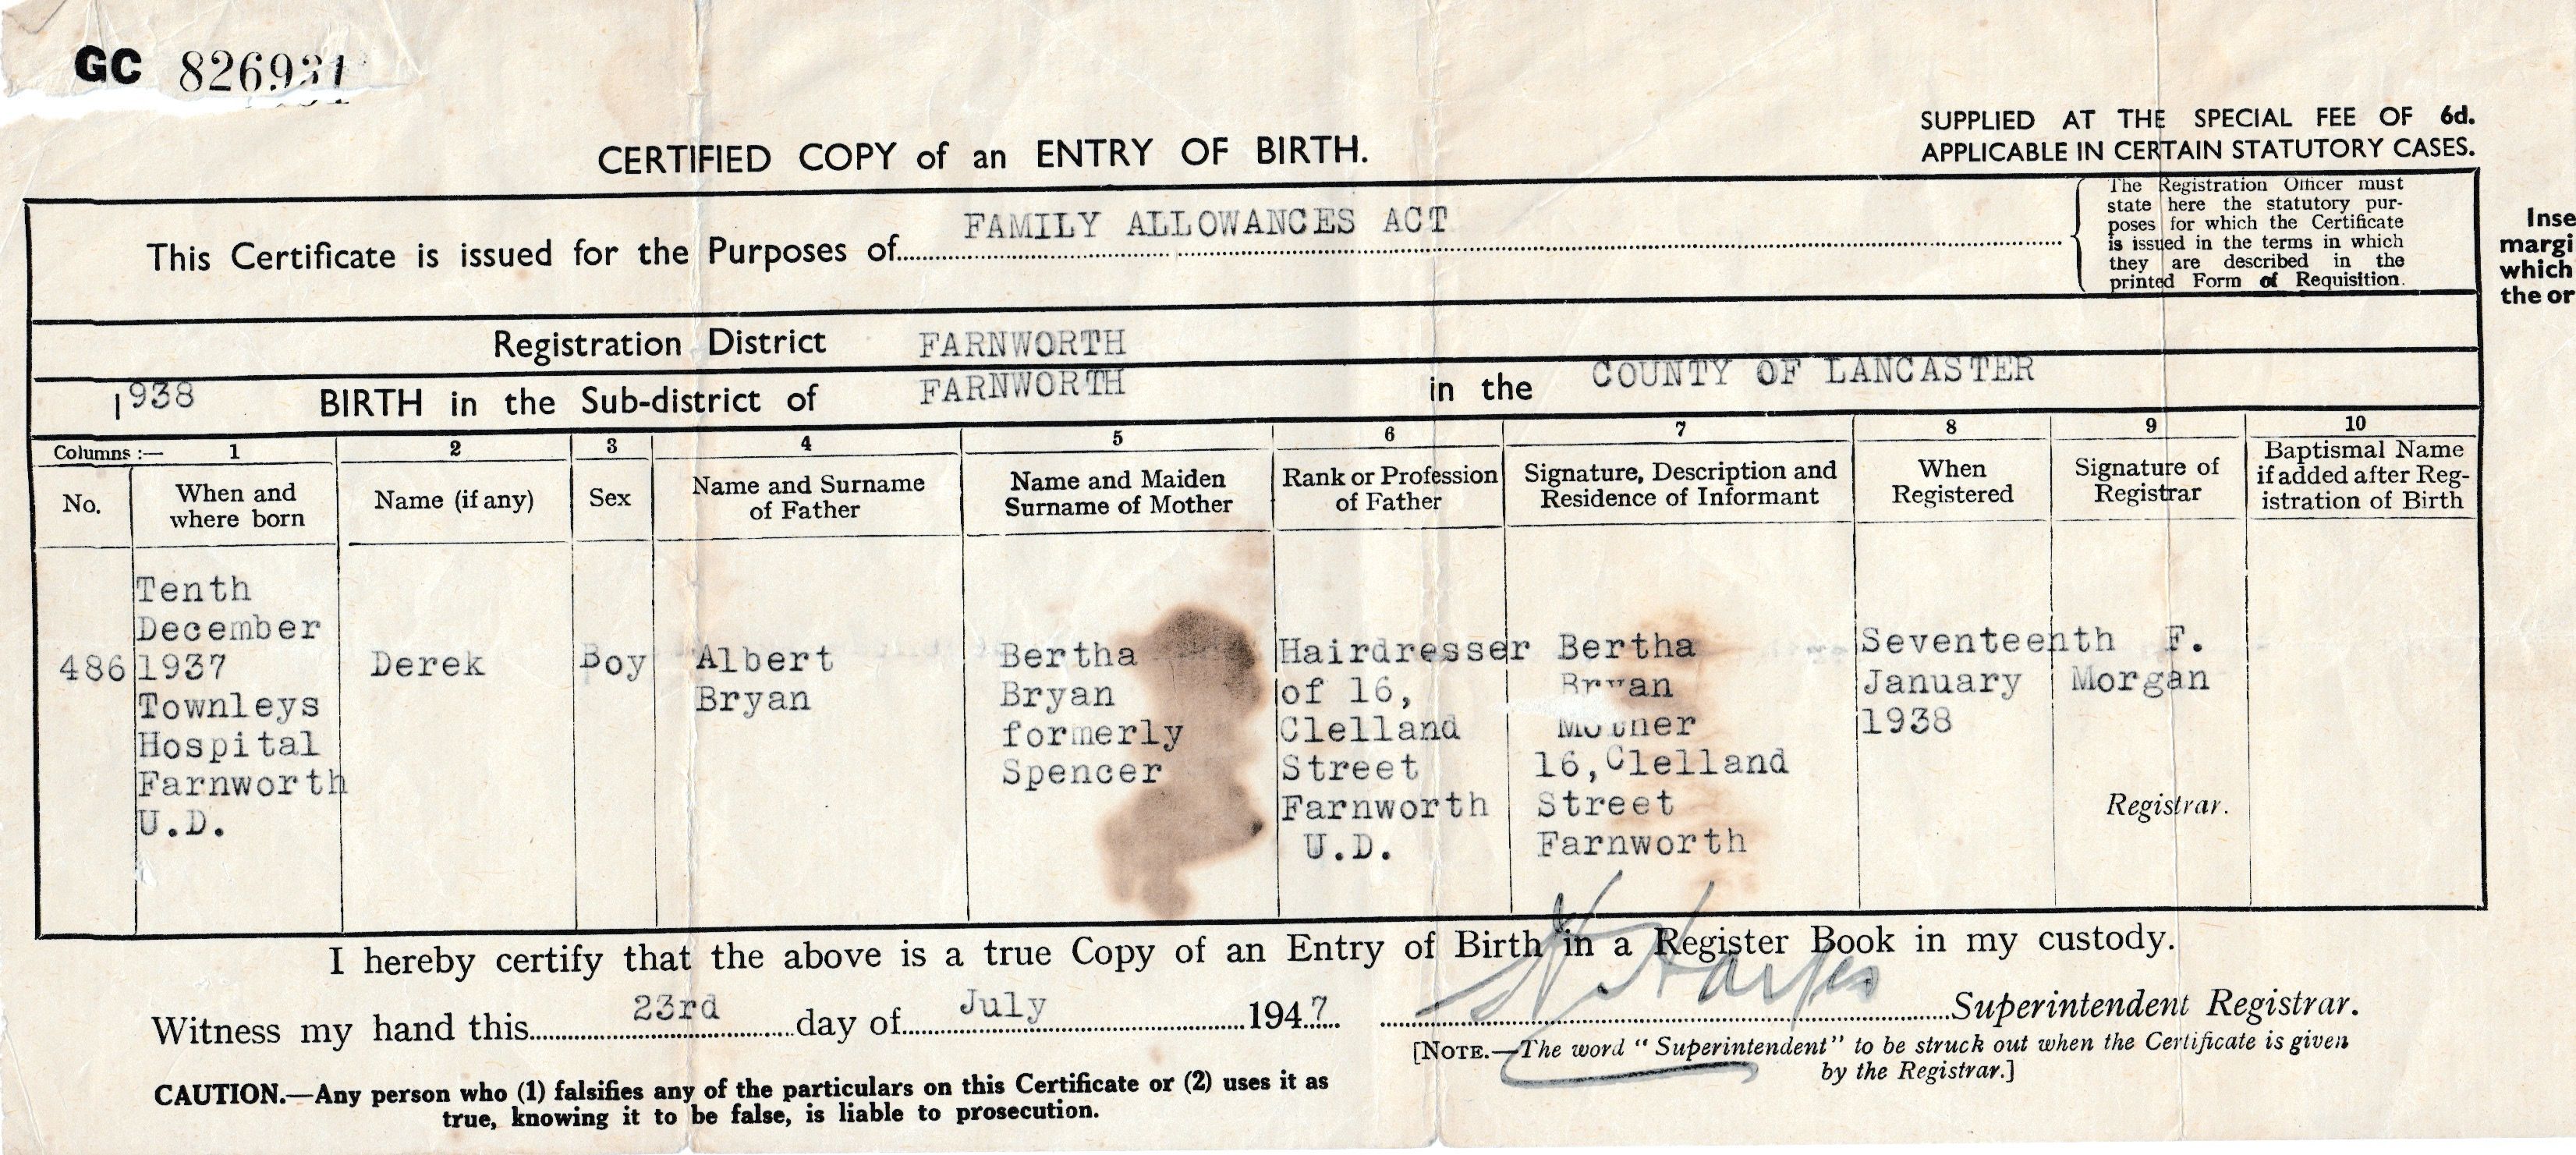 GC 826931
SUPPLIED AT THE SPECIAL FEE OF 6d.
APPLICABLE IN CERTAIN STATUTORY CASES.
CERTIFIED COPY of an ENTRY OF BIRTH.
This Certificate is issued for the Purposes of FAMILY ALLOWANCES ACT
The Registration Officer must
state here the statutory pur-
poses for which the Certificate
is issued in the terms in which
they are described in the
printed Form of Requisition.
Inse
margi
which
the or
Registration District FARNWORTH
1938 BIRTH in the Sub-district of FARNWORTH in the COUNTY OF LANCASTER
Columns :— 1 2 3 4 5 6 7 8 9 10
No.
When and
where born
Name (if any)
Sex
Name and Surname
of Father
Name and Maiden
Surname of Mother
Rank or Profession
of Father
Signature, Description and
Residence of Informant
When
Registered
Signature of
Registrar
Baptismal Name
if added after Reg-
istration of Birth
486
Tenth
December
1937
Townleys
Hospital
Farnworth
U.D.
Derek
Boy
Albert
Bryan
Bertha
Bryan
formerly
Spencer
Hairdresser
of 16,
Clelland
Street
Farnworth
U.D.
Bertha
Bryan
Mother
16, Clelland
Street
Farnworth
Seventeenth
January
1938
F.
Morgan
Registrar.
I hereby certify that the above is a true Copy of an Entry of Birth in a Register Book in my custody.
Witness my hand this 23rd day of July 1947. Superintendent Registrar.
[NOTE.—The word "Superintendent" to be struck out when the Certificate is given
by the Registrar.]
CAUTION.—Any person who (1) falsifies any of the particulars on this Certificate or (2) uses it as
true, knowing it to be false, is liable to prosecution.